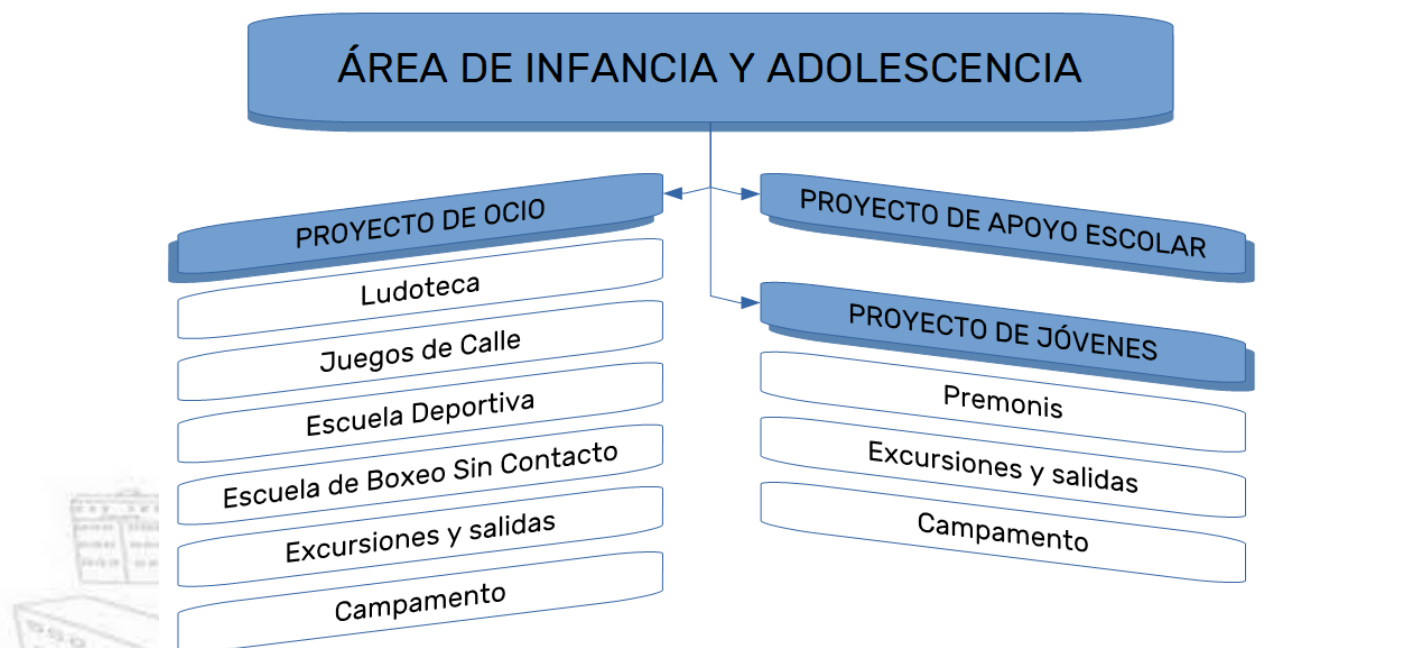 ÁREA DE INFANCIA Y ADOLESCENCIA
PROYECTO DE OCIO
Ludoteca
Juegos de Calle
Escuela Deportiva
Escuela de Boxeo Sin Contacto
Excursiones y salidas
Campamento
PROYECTO DE APOYO ESCOLAR
PROYECTO DE JÓVENES
Premonis
Excursiones y salidas
Campamento